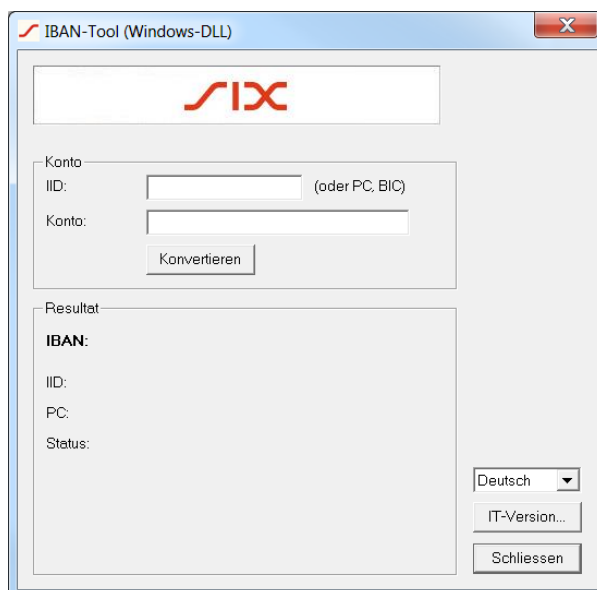 IBAN-Tool (Windows-DLL)
SIX
Konto
IID: (oder PC, BIC)
Konto:
Konvertieren
Resultat
IBAN:
IID:
PC:
Status:
Deutsch
IT-Version...
Schliessen